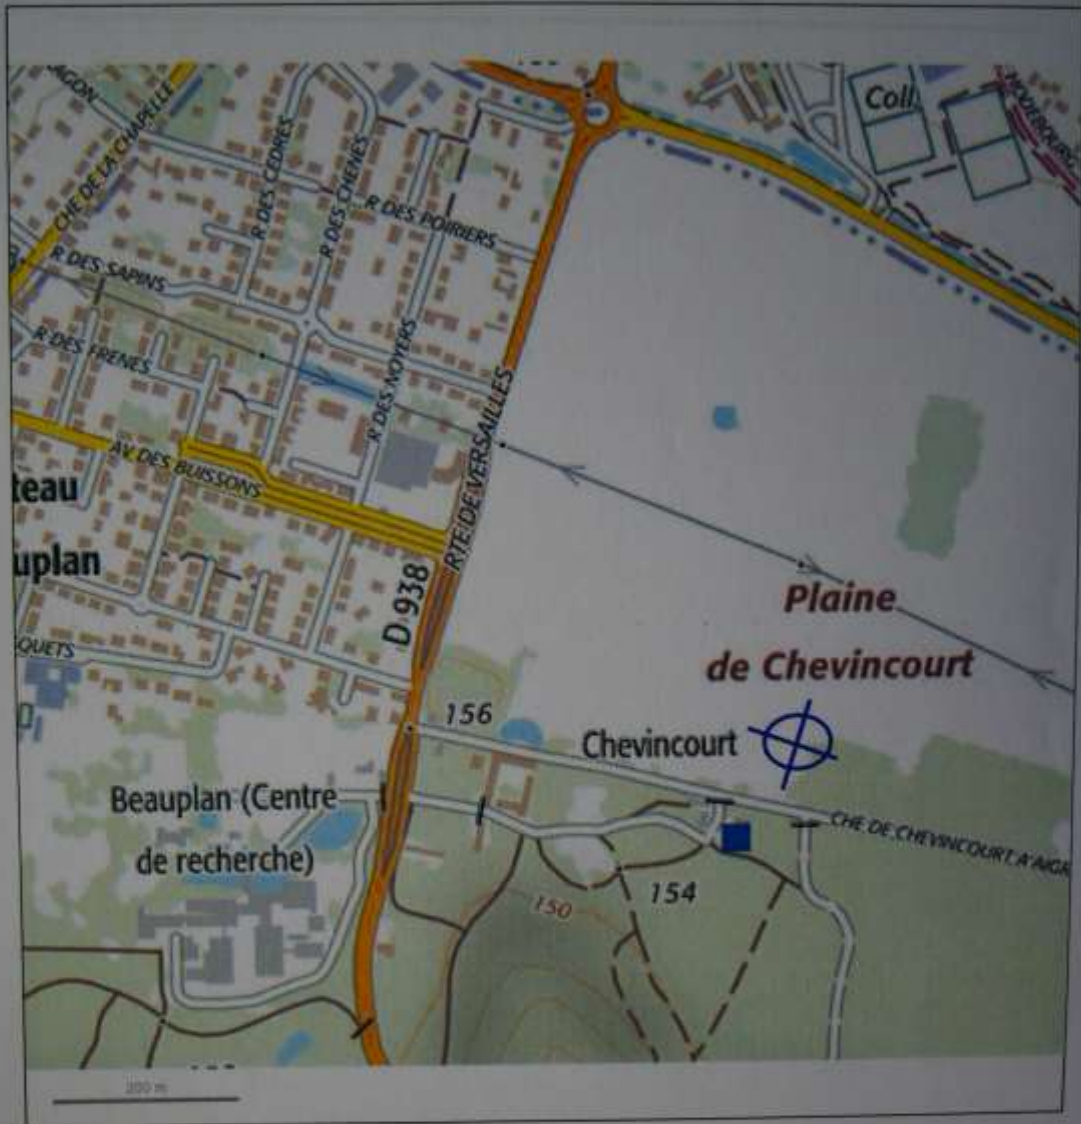 Coll.
CHE DE LA CHAPELLE
R DES CÈDRES
R DES CHENES
R DES POIRIERS
R DES SAPINS
R DES FRENES
R DES NOYERS
RTE DE VERSAILLES
AV. DES BUISSONS
teau
uplan
D 938
Plaine
de Chevincourt
QUETS
156
Chevincourt
Beauplan (Centre
de recherche)
CHE DE CHEVINCOURT A AIGR
154
150
200 m